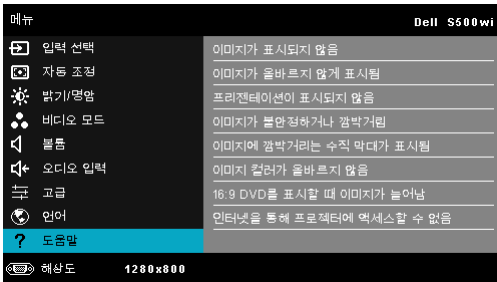 메뉴
Dell S500wi
입력 선택
이미지가 표시되지 않음
자동 조정
이미지가 올바르지 않게 표시됨
밝기/명암
프리젠테이션이 표시되지 않음
비디오 모드
이미지가 불안정하거나 깜박거림
볼륨
이미지에 깜박거리는 수직 막대가 표시됨
오디오 입력
이미지 컬러가 올바르지 않음
고급
16:9 DVD를 표시할 때 이미지가 늘어남
언어
인터넷을 통해 프로젝터에 액세스할 수 없음
? 도움말
해상도 1280x800